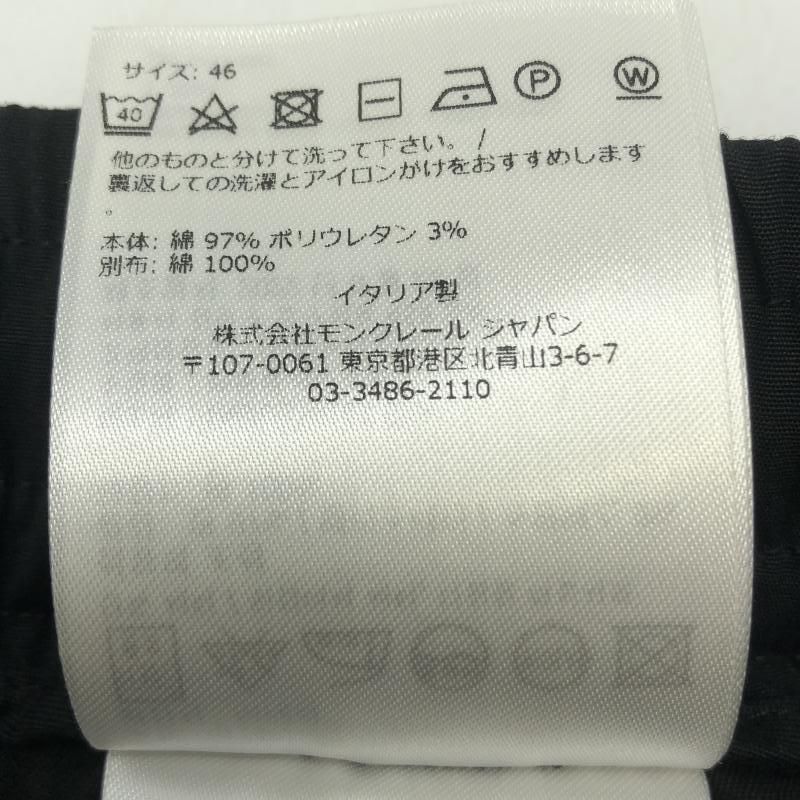 サイズ: 46
40 P W
他のものと分けて洗って下さい。 /
裏返しての洗濯とアイロンがけをおすすめします
。
本体: 綿 97% ポリウレタン 3%
別布: 綿 100%
イタリア製
株式会社モンクレール ジャパン
〒107-0061 東京都港区北青山3-6-7
03-3486-2110